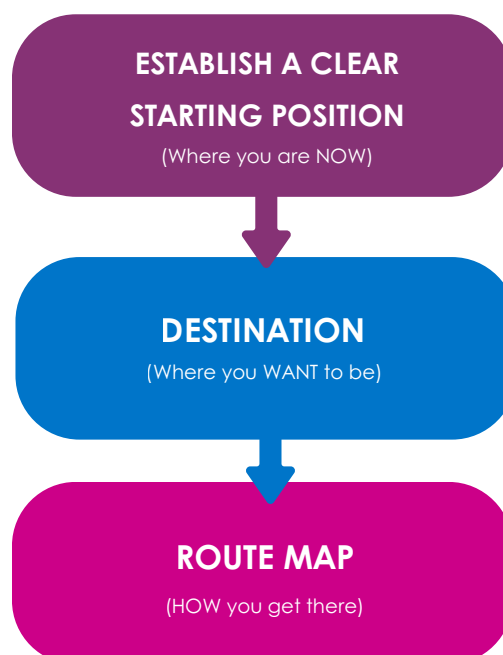 ESTABLISH A CLEAR
STARTING POSITION
(Where you are NOW)
DESTINATION
(Where you WANT to be)
ROUTE MAP
(HOW you get there)